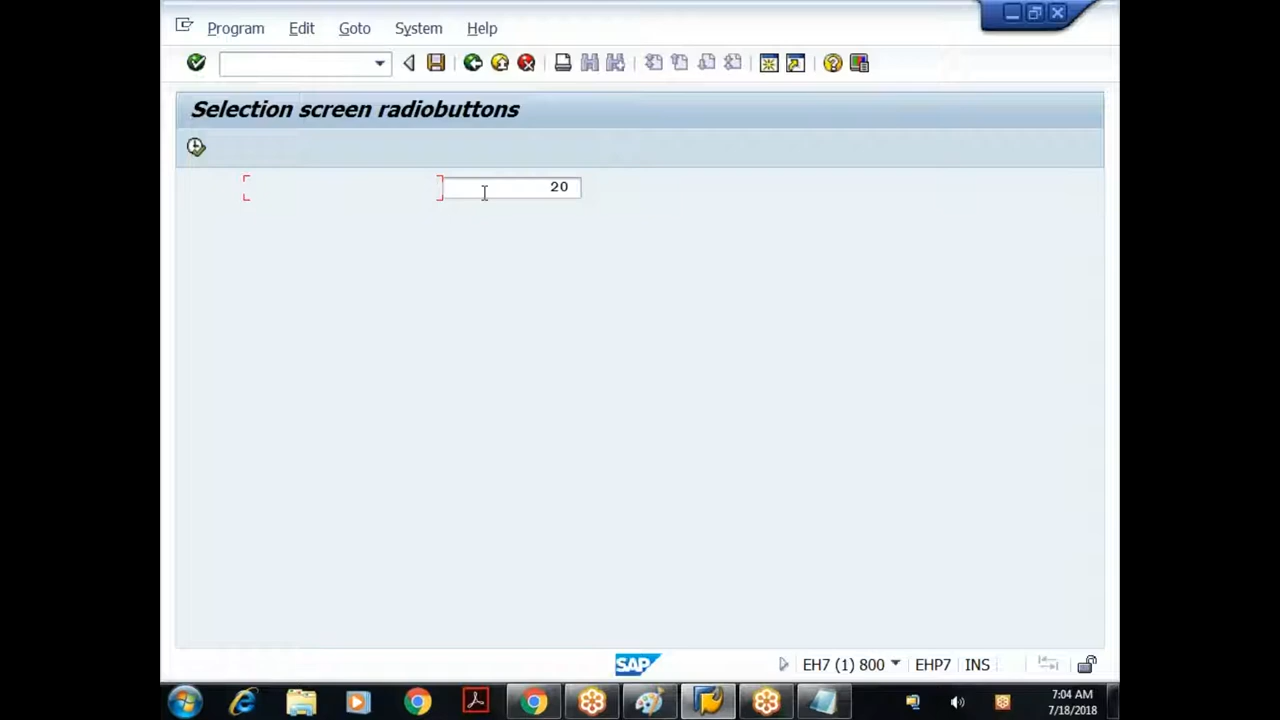 Program Edit Goto System Help
Selection screen radiobuttons
20
SAP EH7 (1) 800 EHP7 INS
7:04 AM
7/18/2018